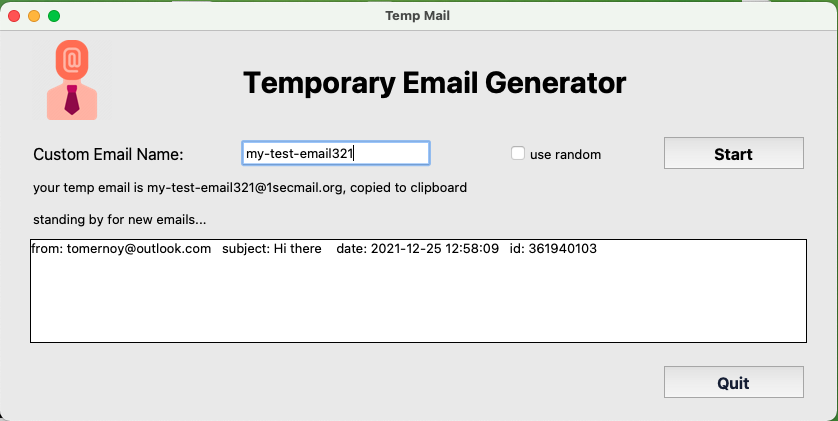 Temp Mail
@
Temporary Email Generator
Custom Email Name: my-test-email321 use random Start
your temp email is my-test-email321@1secmail.org, copied to clipboard
standing by for new emails...
from: tomernoy@outlook.com subject: Hi there date: 2021-12-25 12:58:09 id: 361940103
Quit